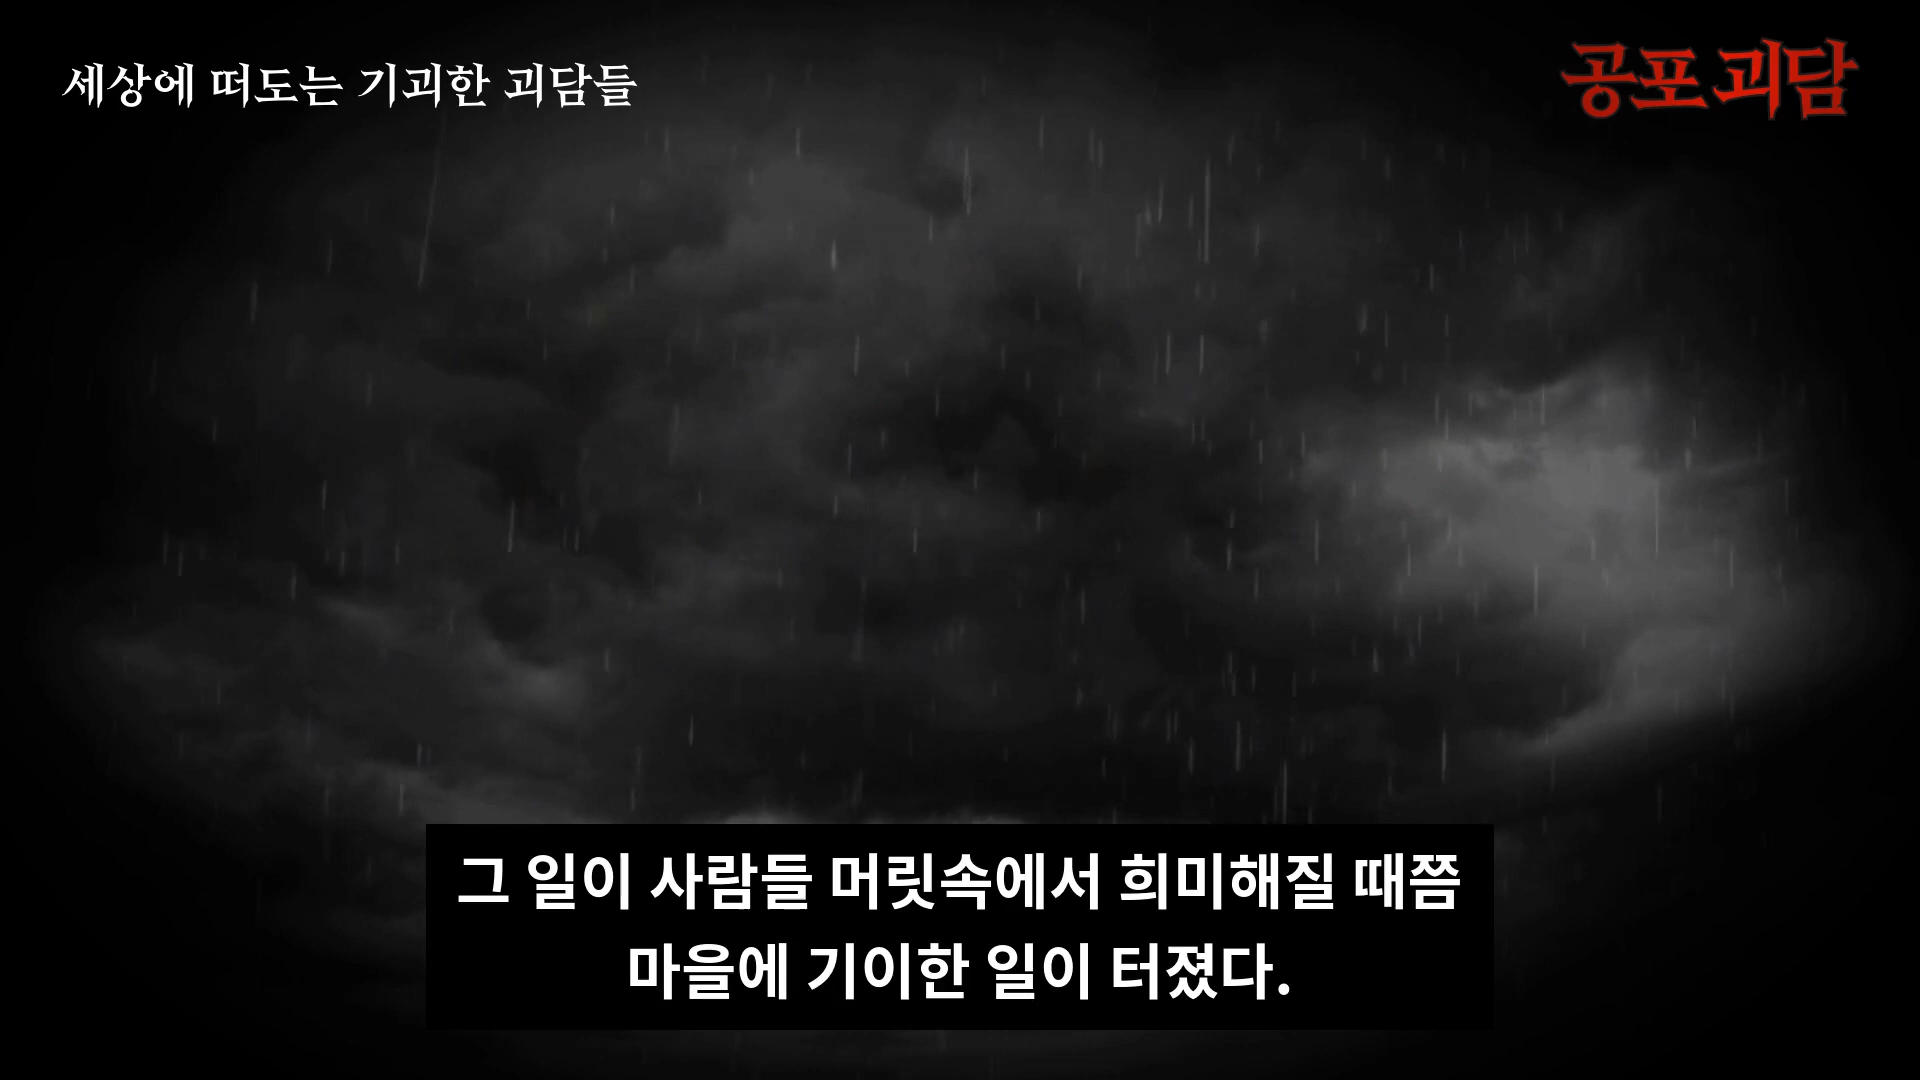 세상에 떠도는 기괴한 괴담들
공포 괴담
그 일이 사람들 머릿속에서 희미해질 때쯤
마을에 기이한 일이 터졌다.